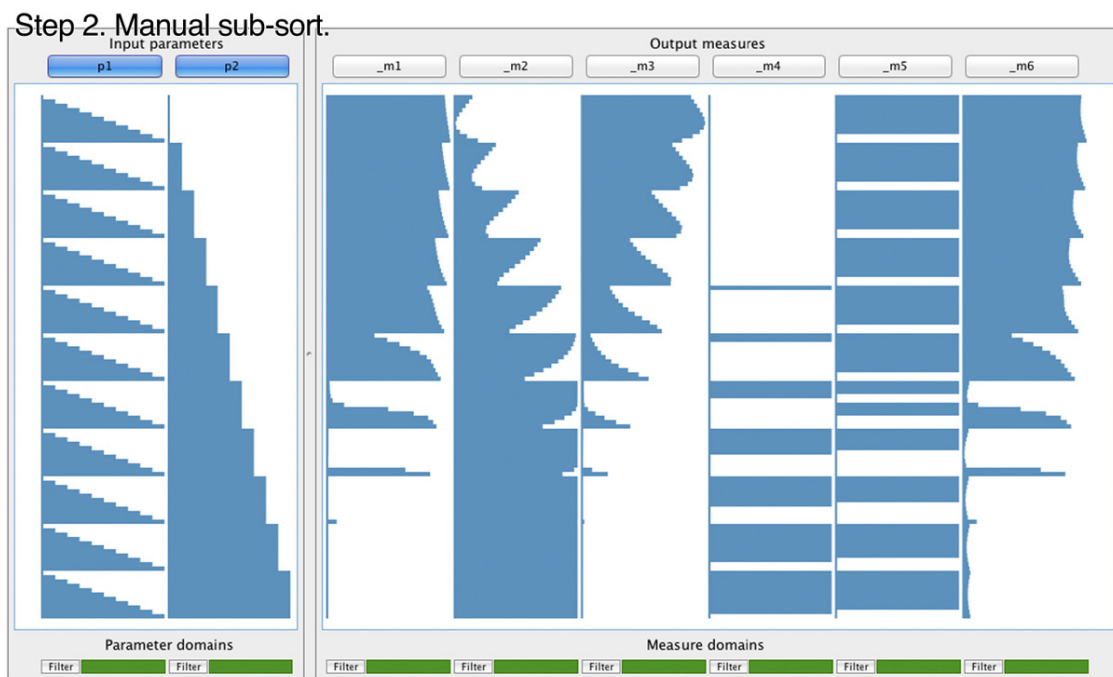 Step 2. Manual sub-sort.
Input parameters
Output measures
p1 p2 _m1 _m2 _m3 _m4 _m5 _m6
Parameter domains
Measure domains
Filter Filter Filter Filter Filter Filter Filter Filter